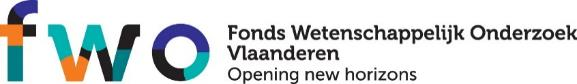 fwo
Fonds Wetenschappelijk Onderzoek
Vlaanderen
Opening new horizons